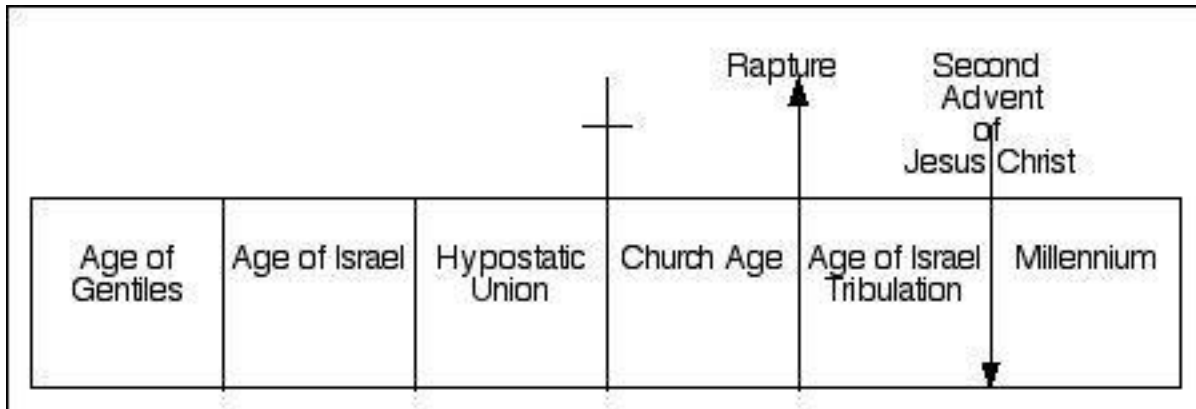 Rapture
Second
Advent
of
Jesus Christ
Age of
Gentiles
Age of Israel
Hypostatic
Union
Church Age
Age of Israel
Tribulation
Millennium